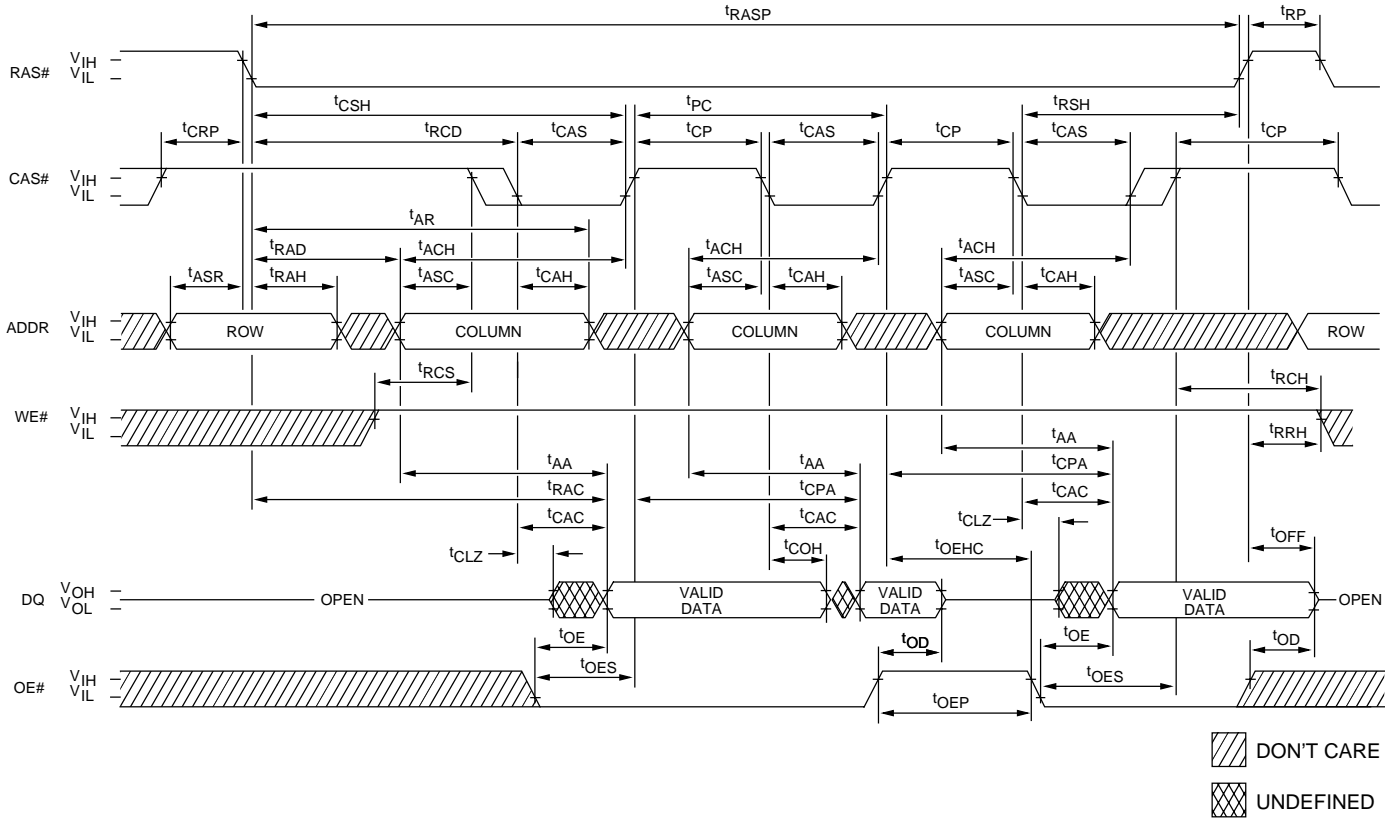 tRASP tRP
RAS# VIH
VIL
tCSH tPC tRSH
tCRP tRCD tCAS tCP tCAS tCP tCAS tCP
CAS# VIH
VIL
tAR
tRAD tACH tACH tACH
tASR tRAH tASC tCAH tASC tCAH tASC tCAH
ADDR VIH
VIL
ROW COLUMN COLUMN COLUMN ROW
tRCS tRCH
WE# VIH
VIL
tRRH
tAA tAA tAA
tRAC tCPA tCPA
tCAC tCAC tCAC
tCLZ tCOH tOEHC tCLZ tOFF
DQ VOH
VOL
OPEN VALID DATA VALID DATA VALID DATA OPEN
tOE tOD tOE tOD
tOES tOES
OE# VIH
VIL
tOEP
DON'T CARE
UNDEFINED